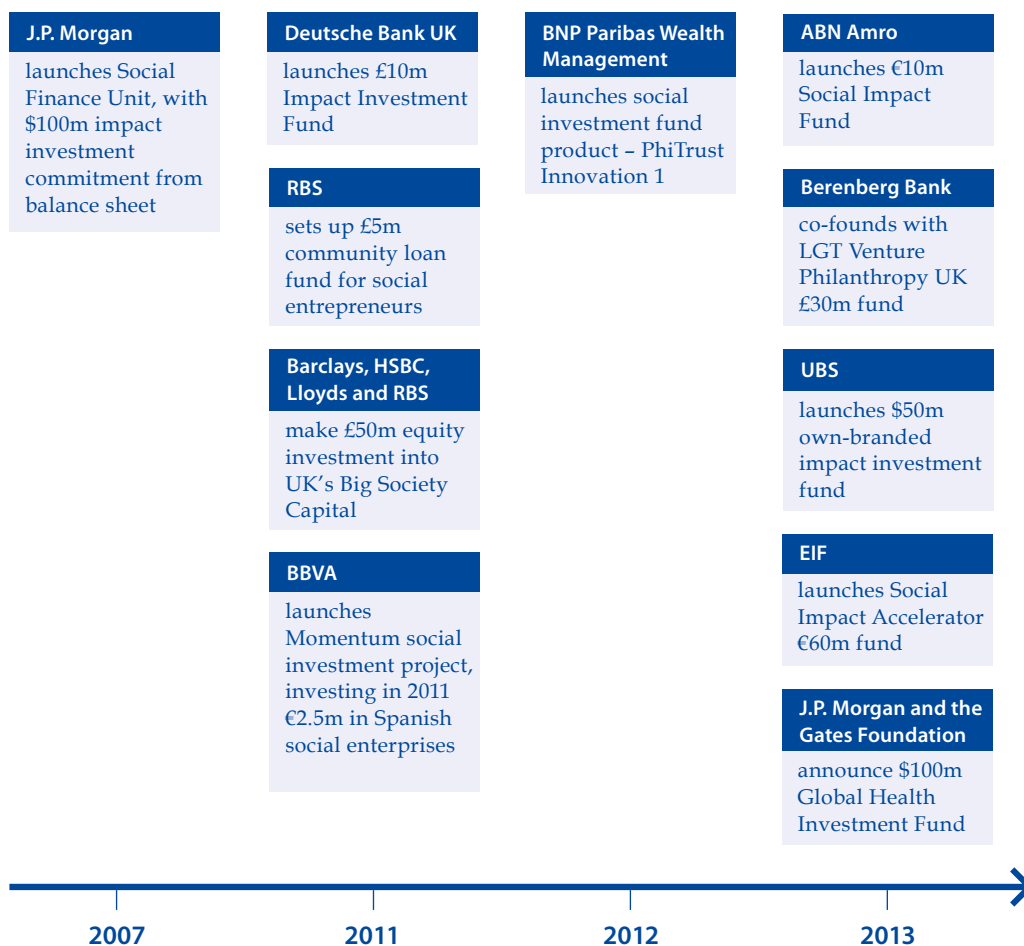 J.P. Morgan
launches Social
Finance Unit, with
$100m impact
investment
commitment from
balance sheet
Deutsche Bank UK
launches £10m
Impact Investment
Fund
RBS
sets up £5m
community loan
fund for social
entrepreneurs
Barclays, HSBC,
Lloyds and RBS
make £50m equity
investment into
UK’s Big Society
Capital
BBVA
launches
Momentum social
investment project,
investing in 2011
€2.5m in Spanish
social enterprises
BNP Paribas Wealth
Management
launches social
investment fund
product – PhiTrust
Innovation 1
ABN Amro
launches €10m
Social Impact
Fund
Berenberg Bank
co-founds with
LGT Venture
Philanthropy UK
£30m fund
UBS
launches $50m
own-branded
impact investment
fund
EIF
launches Social
Impact Accelerator
€60m fund
J.P. Morgan and the
Gates Foundation
announce $100m
Global Health
Investment Fund
2007
2011
2012
2013